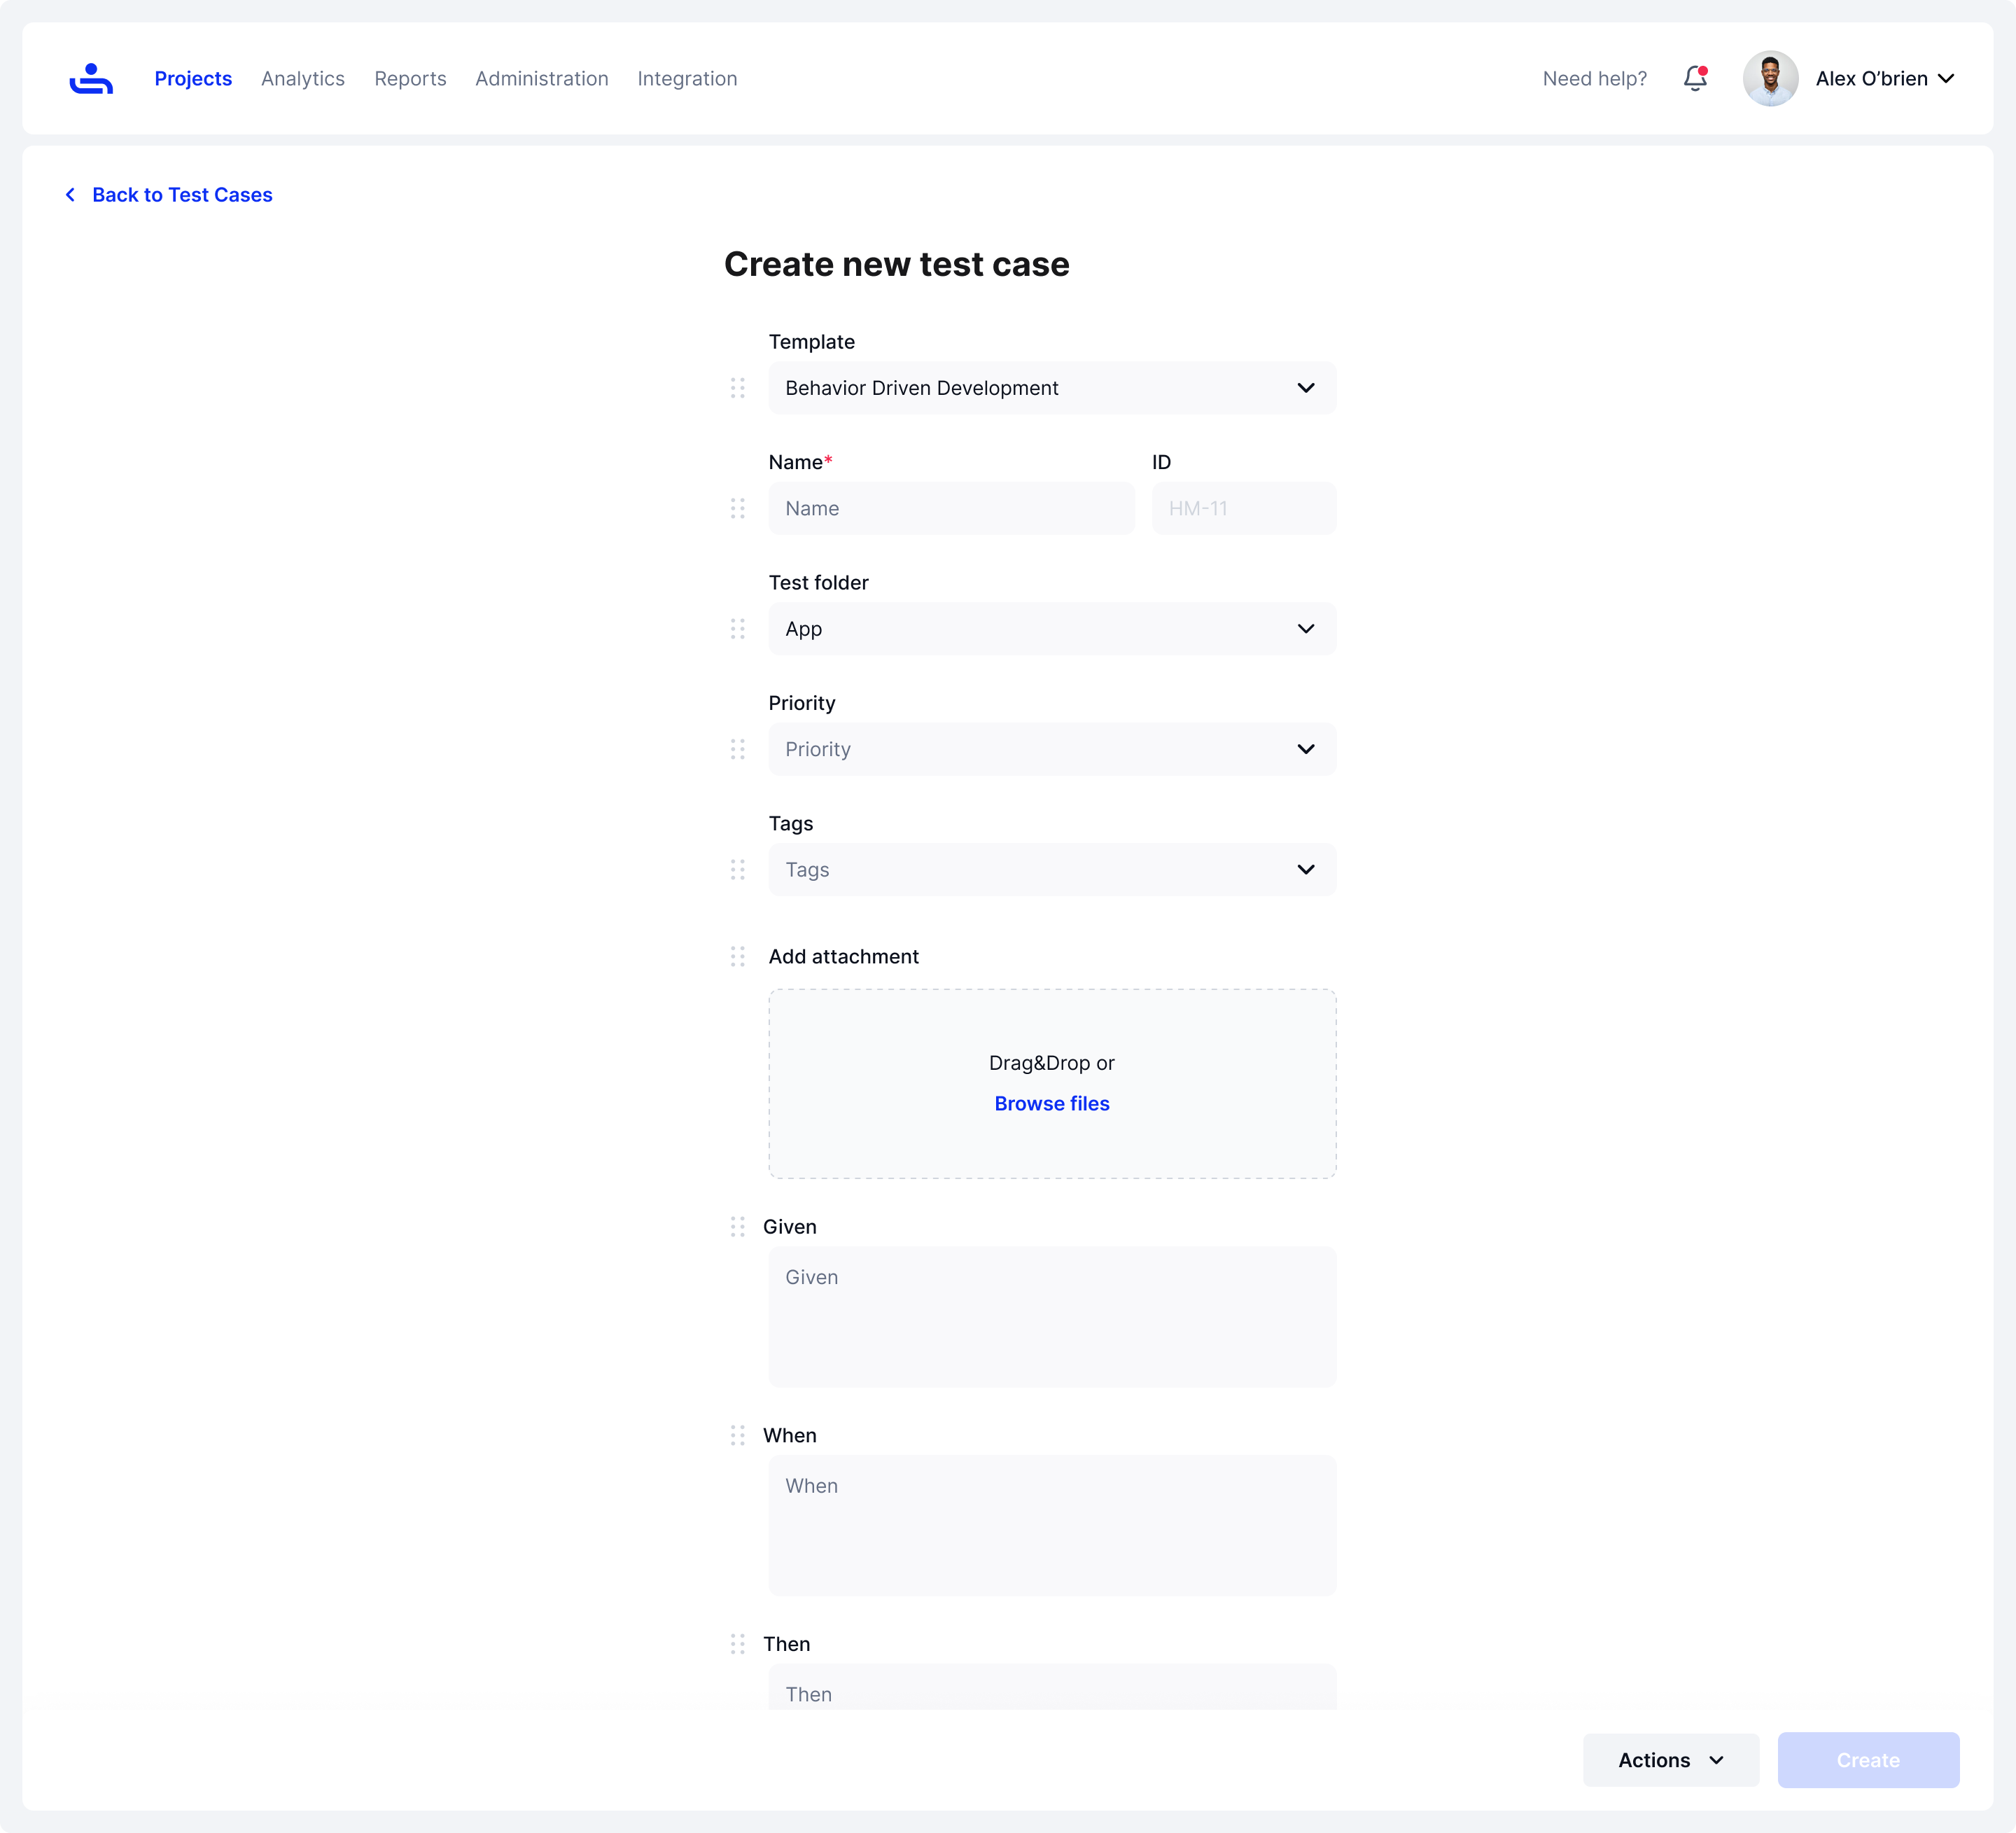 Projects Analytics Reports Administration Integration Need help? Alex O’brien
Back to Test Cases
Create new test case
Template
Behavior Driven Development
Name* ID
Name HM-11
Test folder
App
Priority
Priority
Tags
Tags
Add attachment
Drag&Drop or
Browse files
Given
Given
When
When
Then
Then
Actions Create